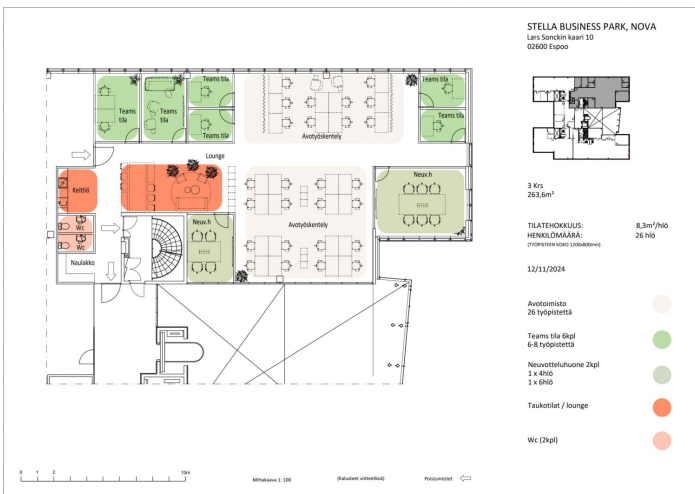 STELLA BUSINESS PARK, NOVA
Lars Sonckin kaari 10
02600 Espoo
Teams
tila
Teams
tila
Teams tila
Teams tila
Avotyöskentely
Teams tila
Teams tila
Lounge
Keittiö
Wc
Wc
Naulakko
Neuv.h
Avotyöskentely
Neuv.h
3 Krs
263,6m²
TILATEHOKKUUS: 8,3m²/hlö
HENKILÖMÄÄRÄ: 26 hlö
(TYÖPISTEEN KOKO 1200x800mm)
12/11/2024
Avotoimisto
26 työpistettä
Teams tila 6kpl
6-8 työpistettä
Neuvotteluhuone 2kpl
1 x 4hlö
1 x 6hlö
Taukotilat / lounge
Wc (2kpl)
0 1 2 10m
Mittakaava 1: 100 (Kalusteet viitteellisiä) Poistumistiet